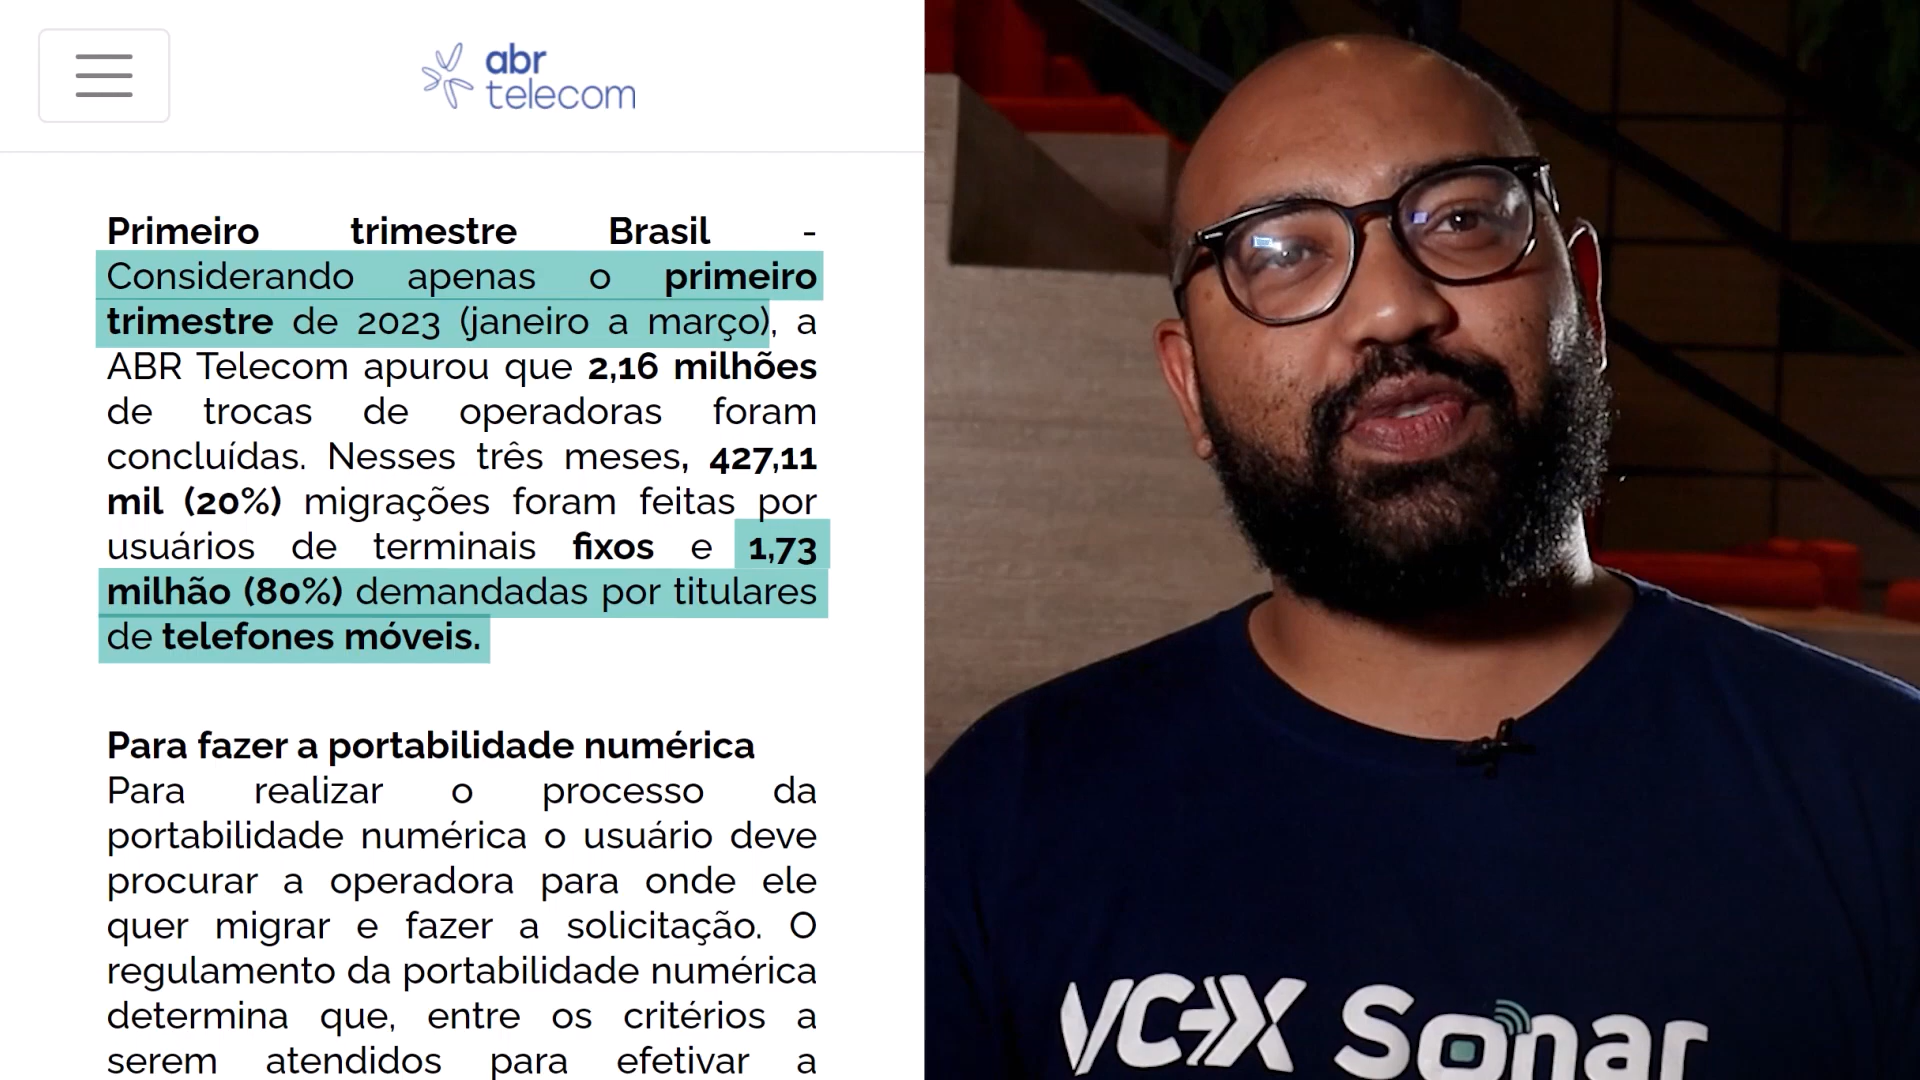 abr
telecom
Primeiro trimestre Brasil -
Considerando apenas o primeiro
trimestre de 2023 (janeiro a março), a
ABR Telecom apurou que 2,16 milhões
de trocas de operadoras foram
concluídas. Nesses três meses, 427,11
mil (20%) migrações foram feitas por
usuários de terminais fixos e 1,73
milhão (80%) demandadas por titulares
de telefones móveis.
Para fazer a portabilidade numérica
Para realizar o processo da
portabilidade numérica o usuário deve
procurar a operadora para onde ele
quer migrar e fazer a solicitação. O
regulamento da portabilidade numérica
determina que, entre os critérios a
serem atendidos para efetivar a
VCX Sonar